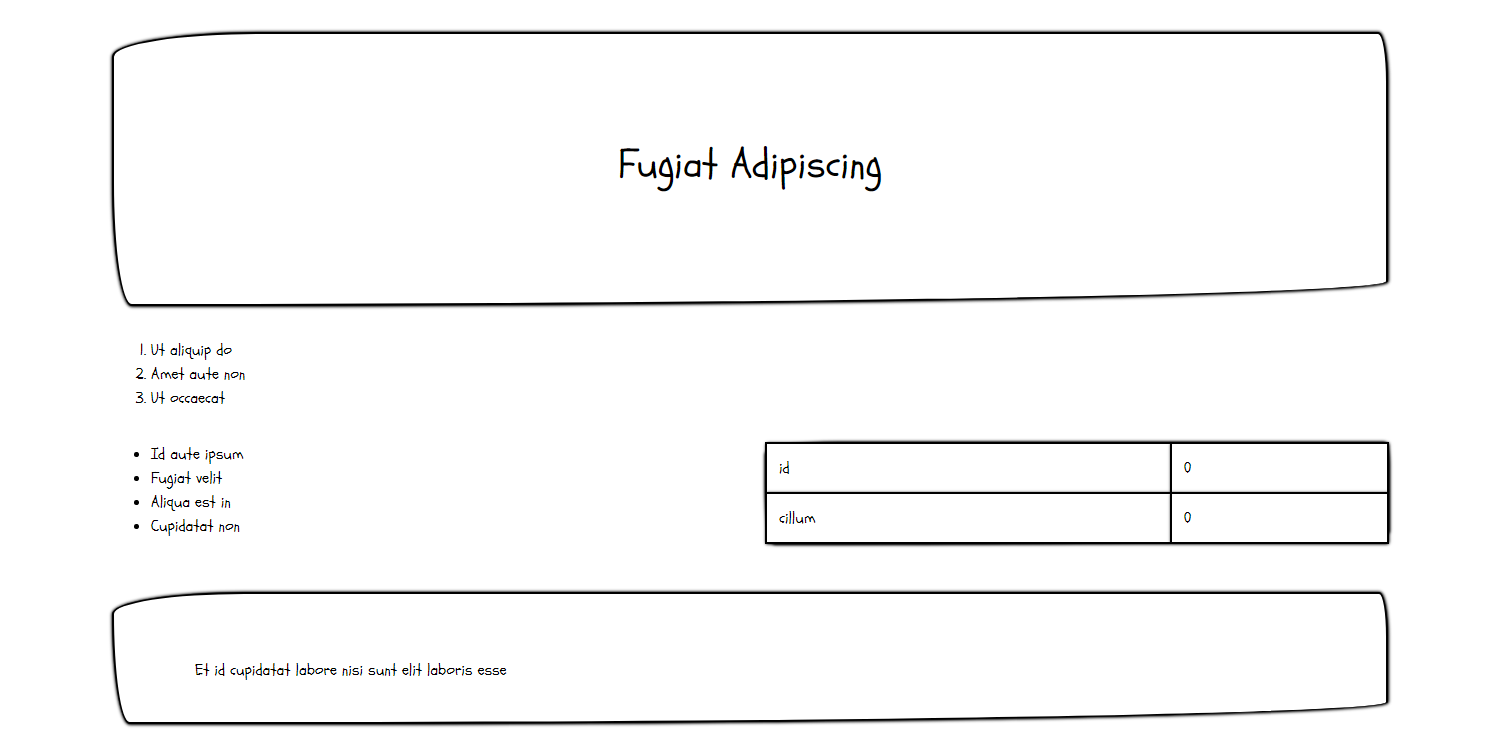 Fugiat Adipiscing
1. Ut aliquip do
2. Amet aute non
3. Ut occaecat
• Id aute ipsum
• Fugiat velit
• Aliqua est in
• Cupidatat non
id 0
cillum 0
Et id cupidatat labore nisi sunt elit laboris esse